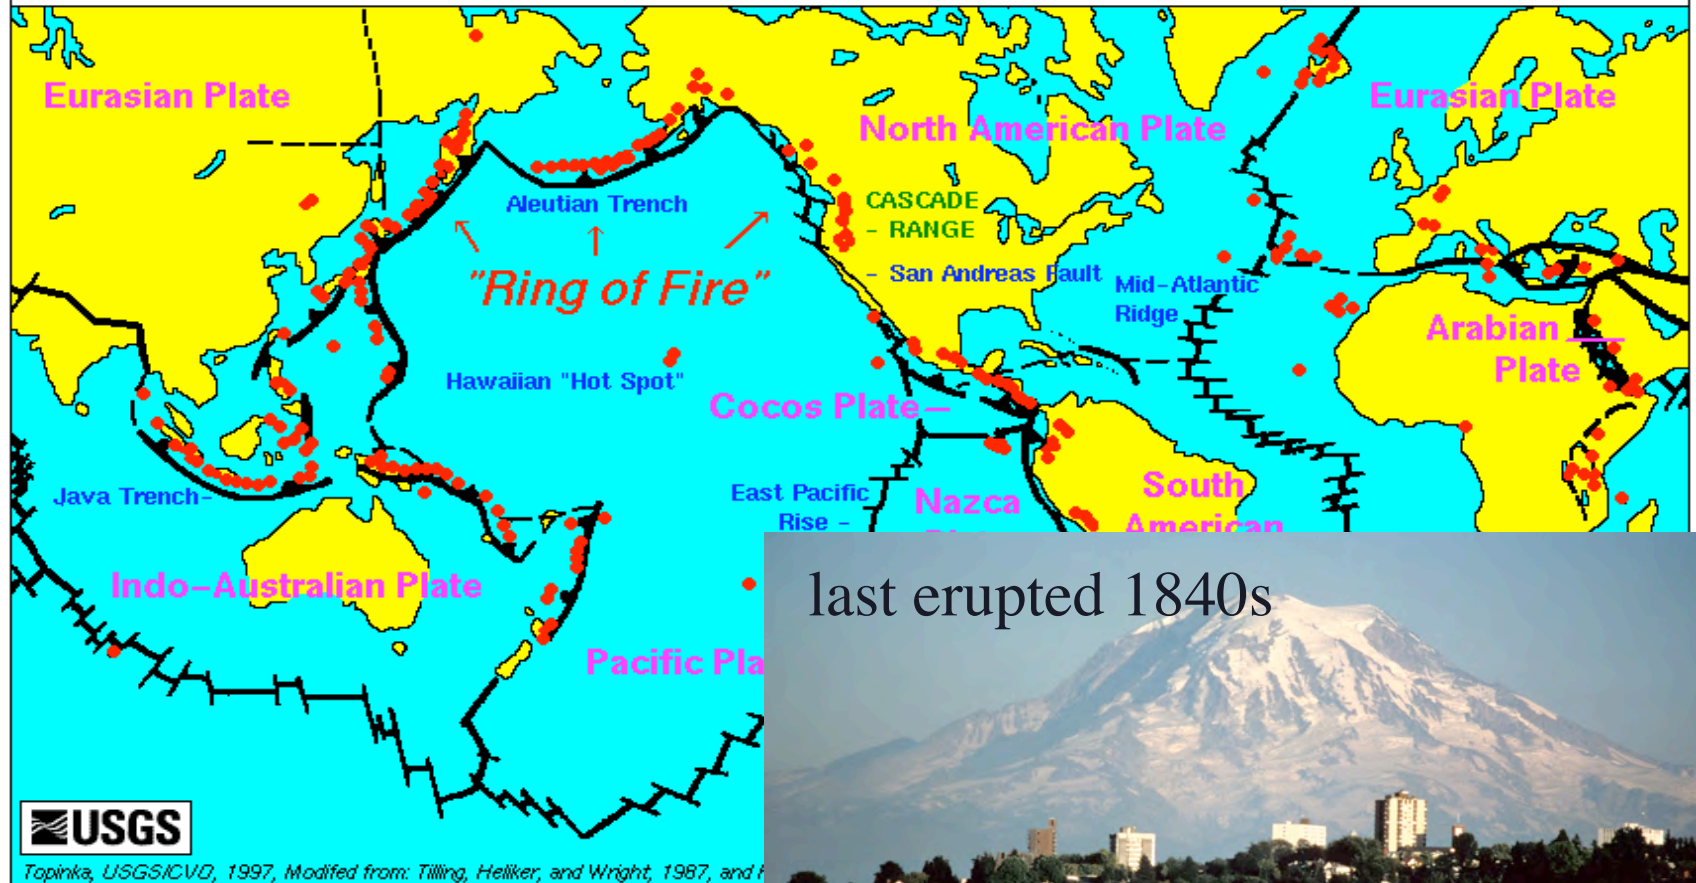 Eurasian Plate
Eurasian Plate
North American Plate
Aleutian Trench
CASCADE
- RANGE
"Ring of Fire"
- San Andreas Fault
Mid-Atlantic
Ridge
Arabian
Plate
Hawaiian "Hot Spot"
Cocos Plate
Java Trench-
East Pacific
Rise -
Nazca
South
American
Indo-Australian Plate
last erupted 1840s
Pacific Pla
USGS
Topinka, USGS/CVO, 1997, Modifed from: Tilling, Heliker, and Wright, 1987, and